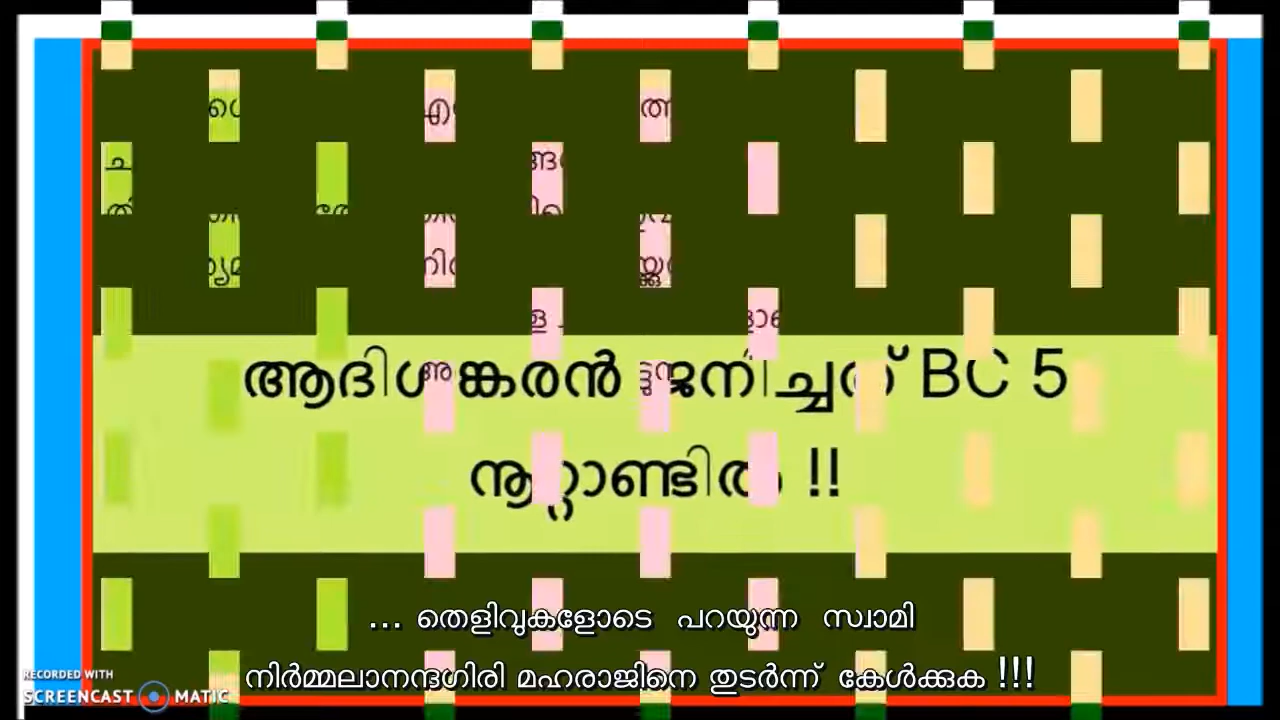 ആദിശങ്കരൻ ജനിച്ചത് BC 5
നൂറ്റാണ്ടിൽ !!
... തെളിവുകളോടെ പറയുന്ന സ്വാമി
നിർമ്മലാനന്ദഗിരി മഹരാജിനെ തുടർന്ന് കേൾക്കുക !!!
RECORDED WITH
SCREENCAST MATIC